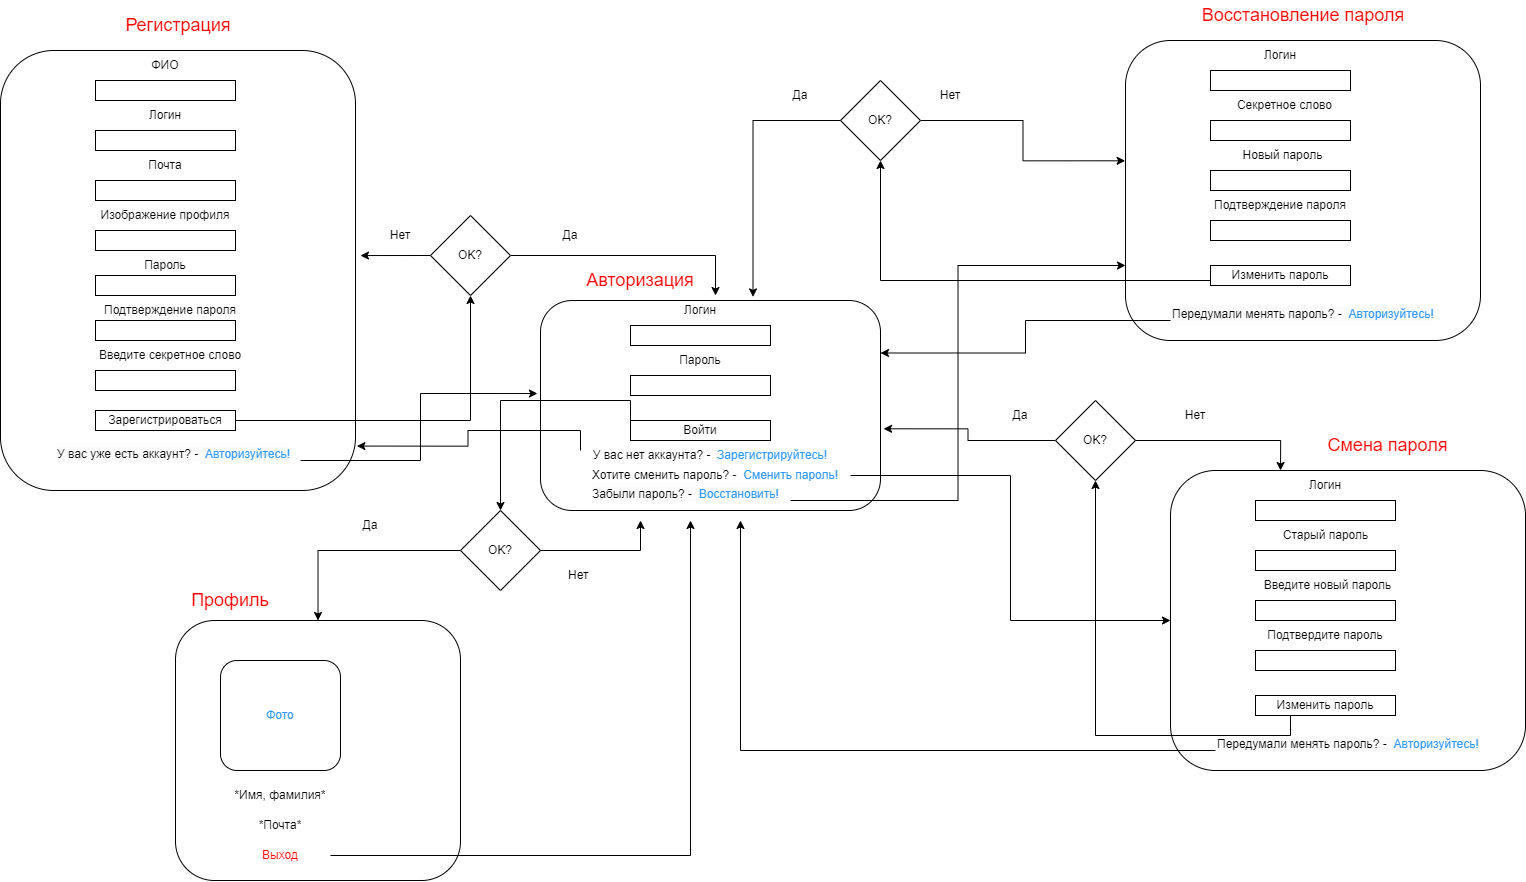 Регистрация
ФИО
Логин
Почта
Изображение профиля
Пароль
Подтверждение пароля
Введите секретное слово
Зарегистрироваться
У вас уже есть аккаунт? - Авторизуйтесь!
Нет
OK?
Да
Авторизация
Логин
Пароль
Войти
У вас нет аккаунта? - Зарегистрируйтесь!
Хотите сменить пароль? - Сменить пароль!
Забыли пароль? - Восстановить!
Да
OK?
Нет
Восстановление пароля
Логин
Секретное слово
Новый пароль
Подтверждение пароля
Изменить пароль
Передумали менять пароль? - Авторизуйтесь!
Да
OK?
Нет
Смена пароля
Логин
Старый пароль
Введите новый пароль
Подтвердите пароль
Изменить пароль
Передумали менять пароль? - Авторизуйтесь!
Да
OK?
Нет
Профиль
Фото
*Имя, фамилия*
*Почта*
Выход